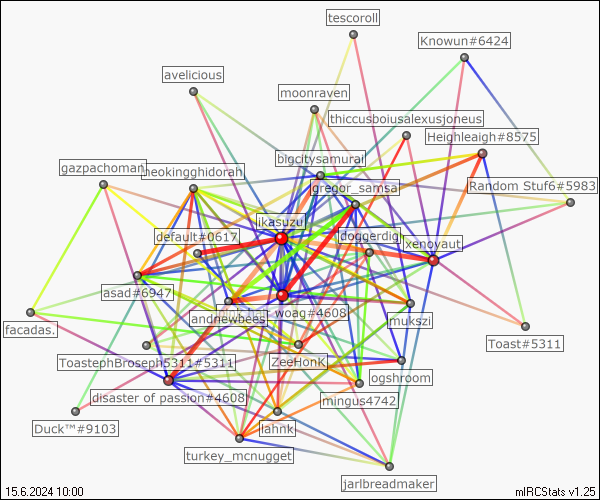 tescoroll
Knowun#6424
avelicious
moonraven
thiccusboiusalexusjoneus
Heighleaigh#8575
bigcitysamurai
gazpachoman
theokingghidorah
gregor_samsa
Random Stuf6#5983
ikasuzu
default#0617
doggerdigi
xenoyaut
asad#6947
woag#4608
andnewbees
mukszi
facadas.
Toast#5311
ToastephBroseph5311#5311
ZeeHonK
ogshroom
disaster of passion#4608
mingus4742
Duck™#9103
lahnk
turkey_mcnugget
jarlbreadmaker
15.6.2024 10:00
mIRCStats v1.25